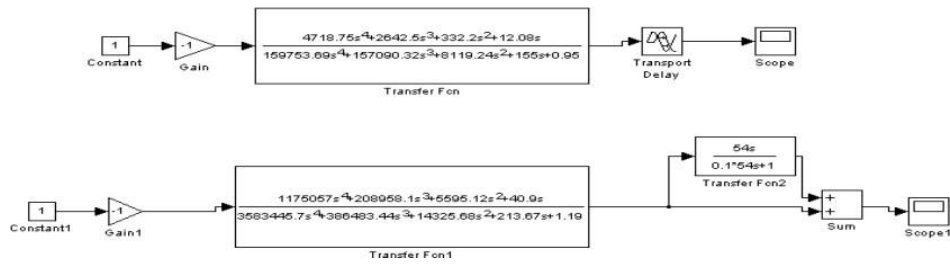 4718.75s⁴+2642.5s³+332.2s²+12.08s
1 -1
159753.69s⁴+157090.32s³+8119.24s²+155s+0.95
Constant Gain Transfer Fcn Transport Delay Scope
54s
0.1*54s+1
Transfer Fcn2
1175057s⁴+208958.1s³+5595.12s²+40.9s
1 -1
3583445.7s⁴+386483.44s³+14325.68s²+213.67s+1.19
+
+
Constant1 Gain1 Transfer Fcn1 Sum Scope1